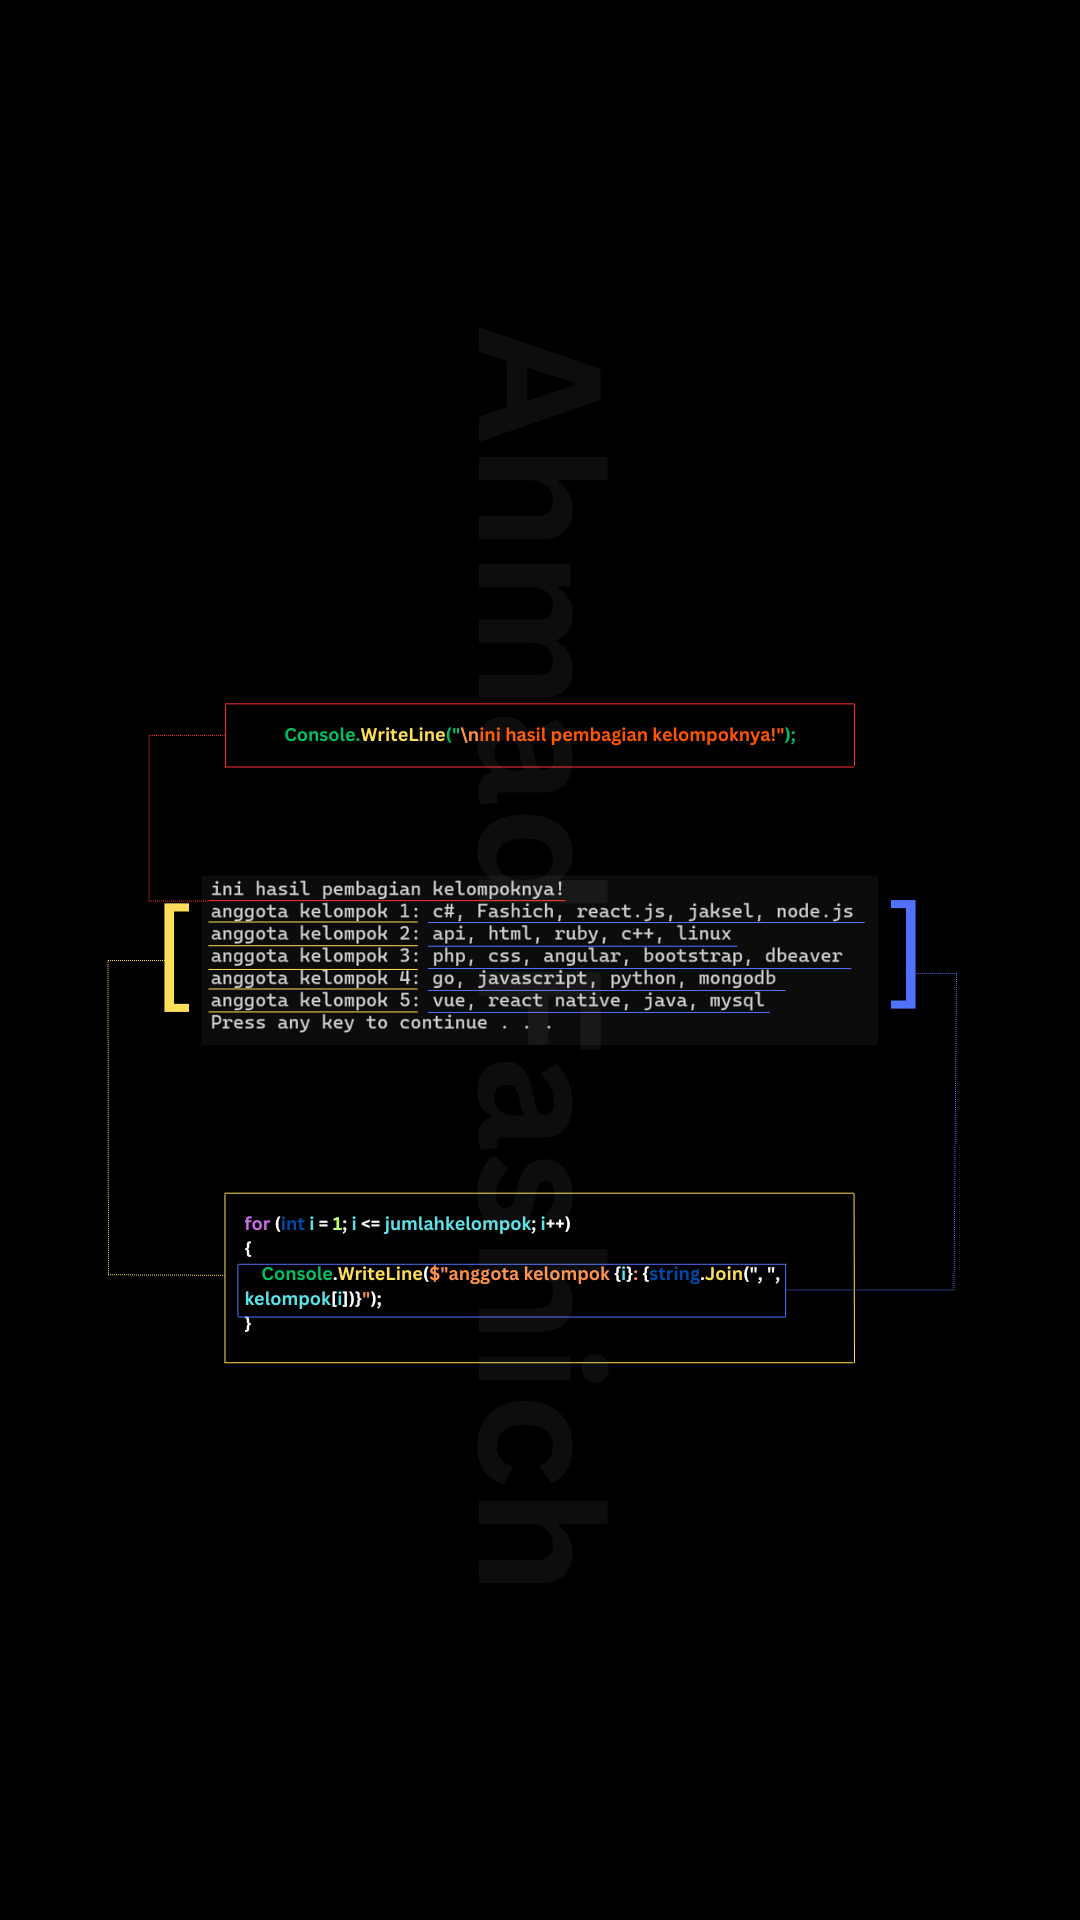 Console.WriteLine("\nini hasil pembagian kelompoknya!");
ini hasil pembagian kelompoknya!
anggota kelompok 1: c#, Fashich, react.js, jaksel, node.js
anggota kelompok 2: api, html, ruby, c++, linux
anggota kelompok 3: php, css, angular, bootstrap, dbeaver
anggota kelompok 4: go, javascript, python, mongodb
anggota kelompok 5: vue, react native, java, mysql
Press any key to continue . . .
for (int i = 1; i <= jumlahkelompok; i++)
{
Console.WriteLine($"anggota kelompok {i}: {string.Join(", ",
kelompok[i])}");
}
Ahmad Fashich